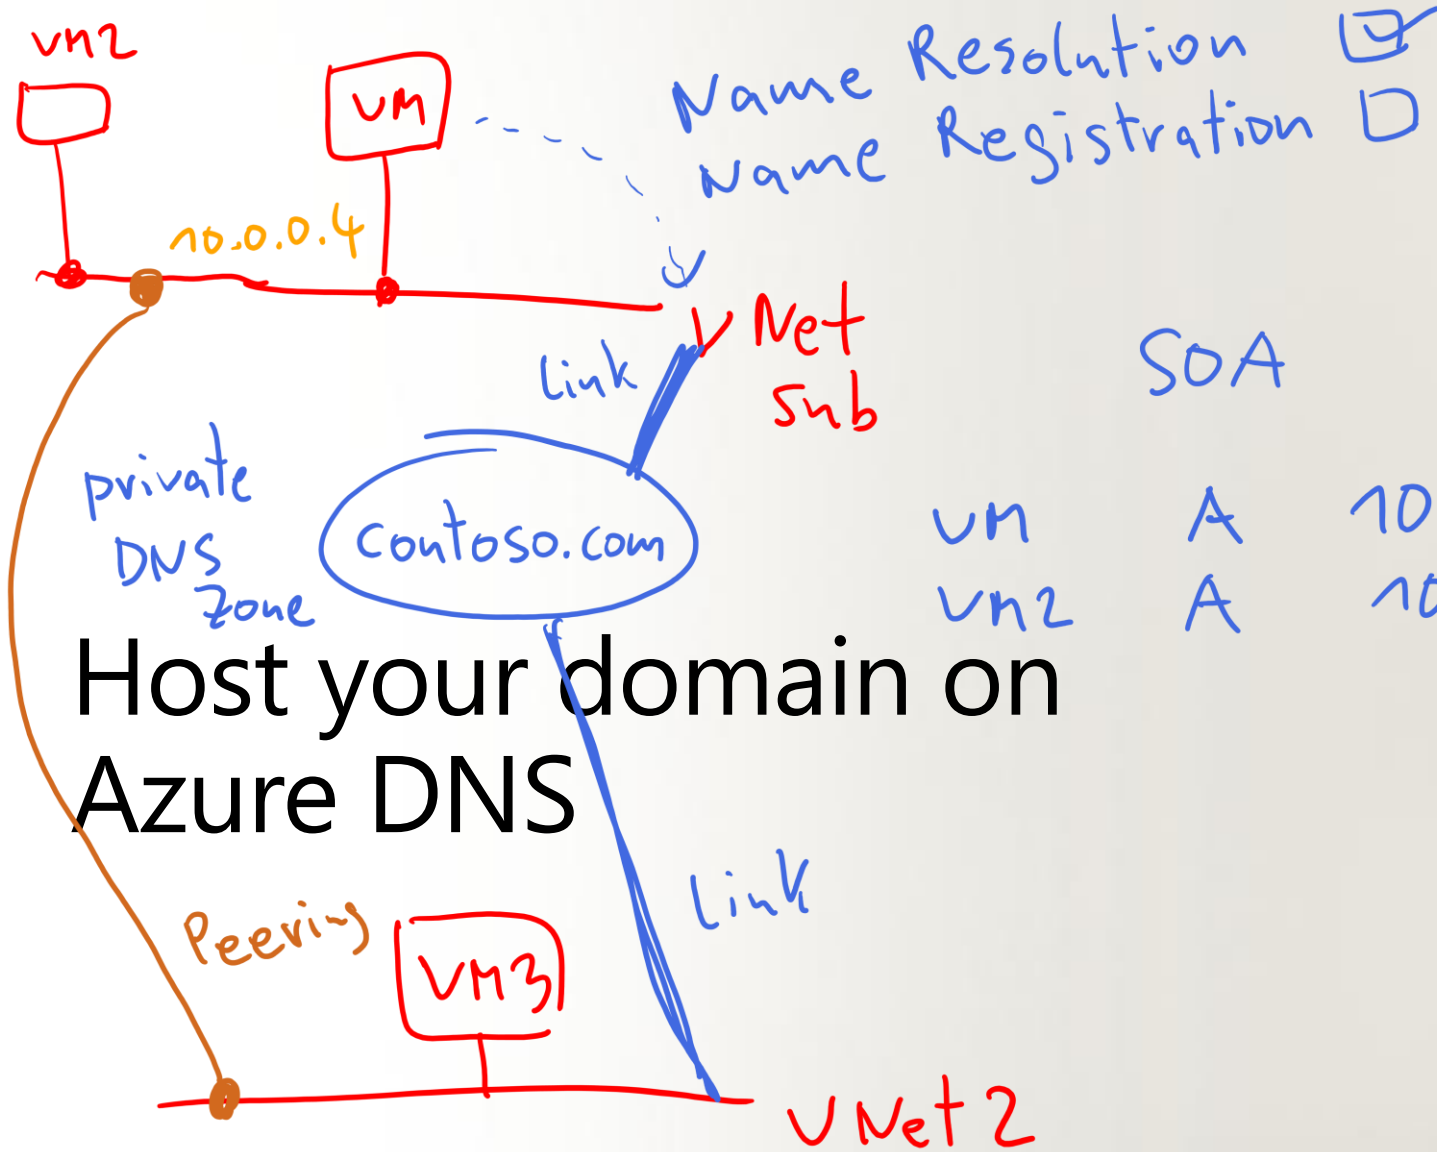 VM2
VM
Name Resolution
Name Registration
10.0.0.4
VNet
Sub
Link
SOA
private
DNS
Zone
contoso.com
VM A 10
VM2 A 10
Host your domain on
Azure DNS
Link
Peering
VM3
VNet2